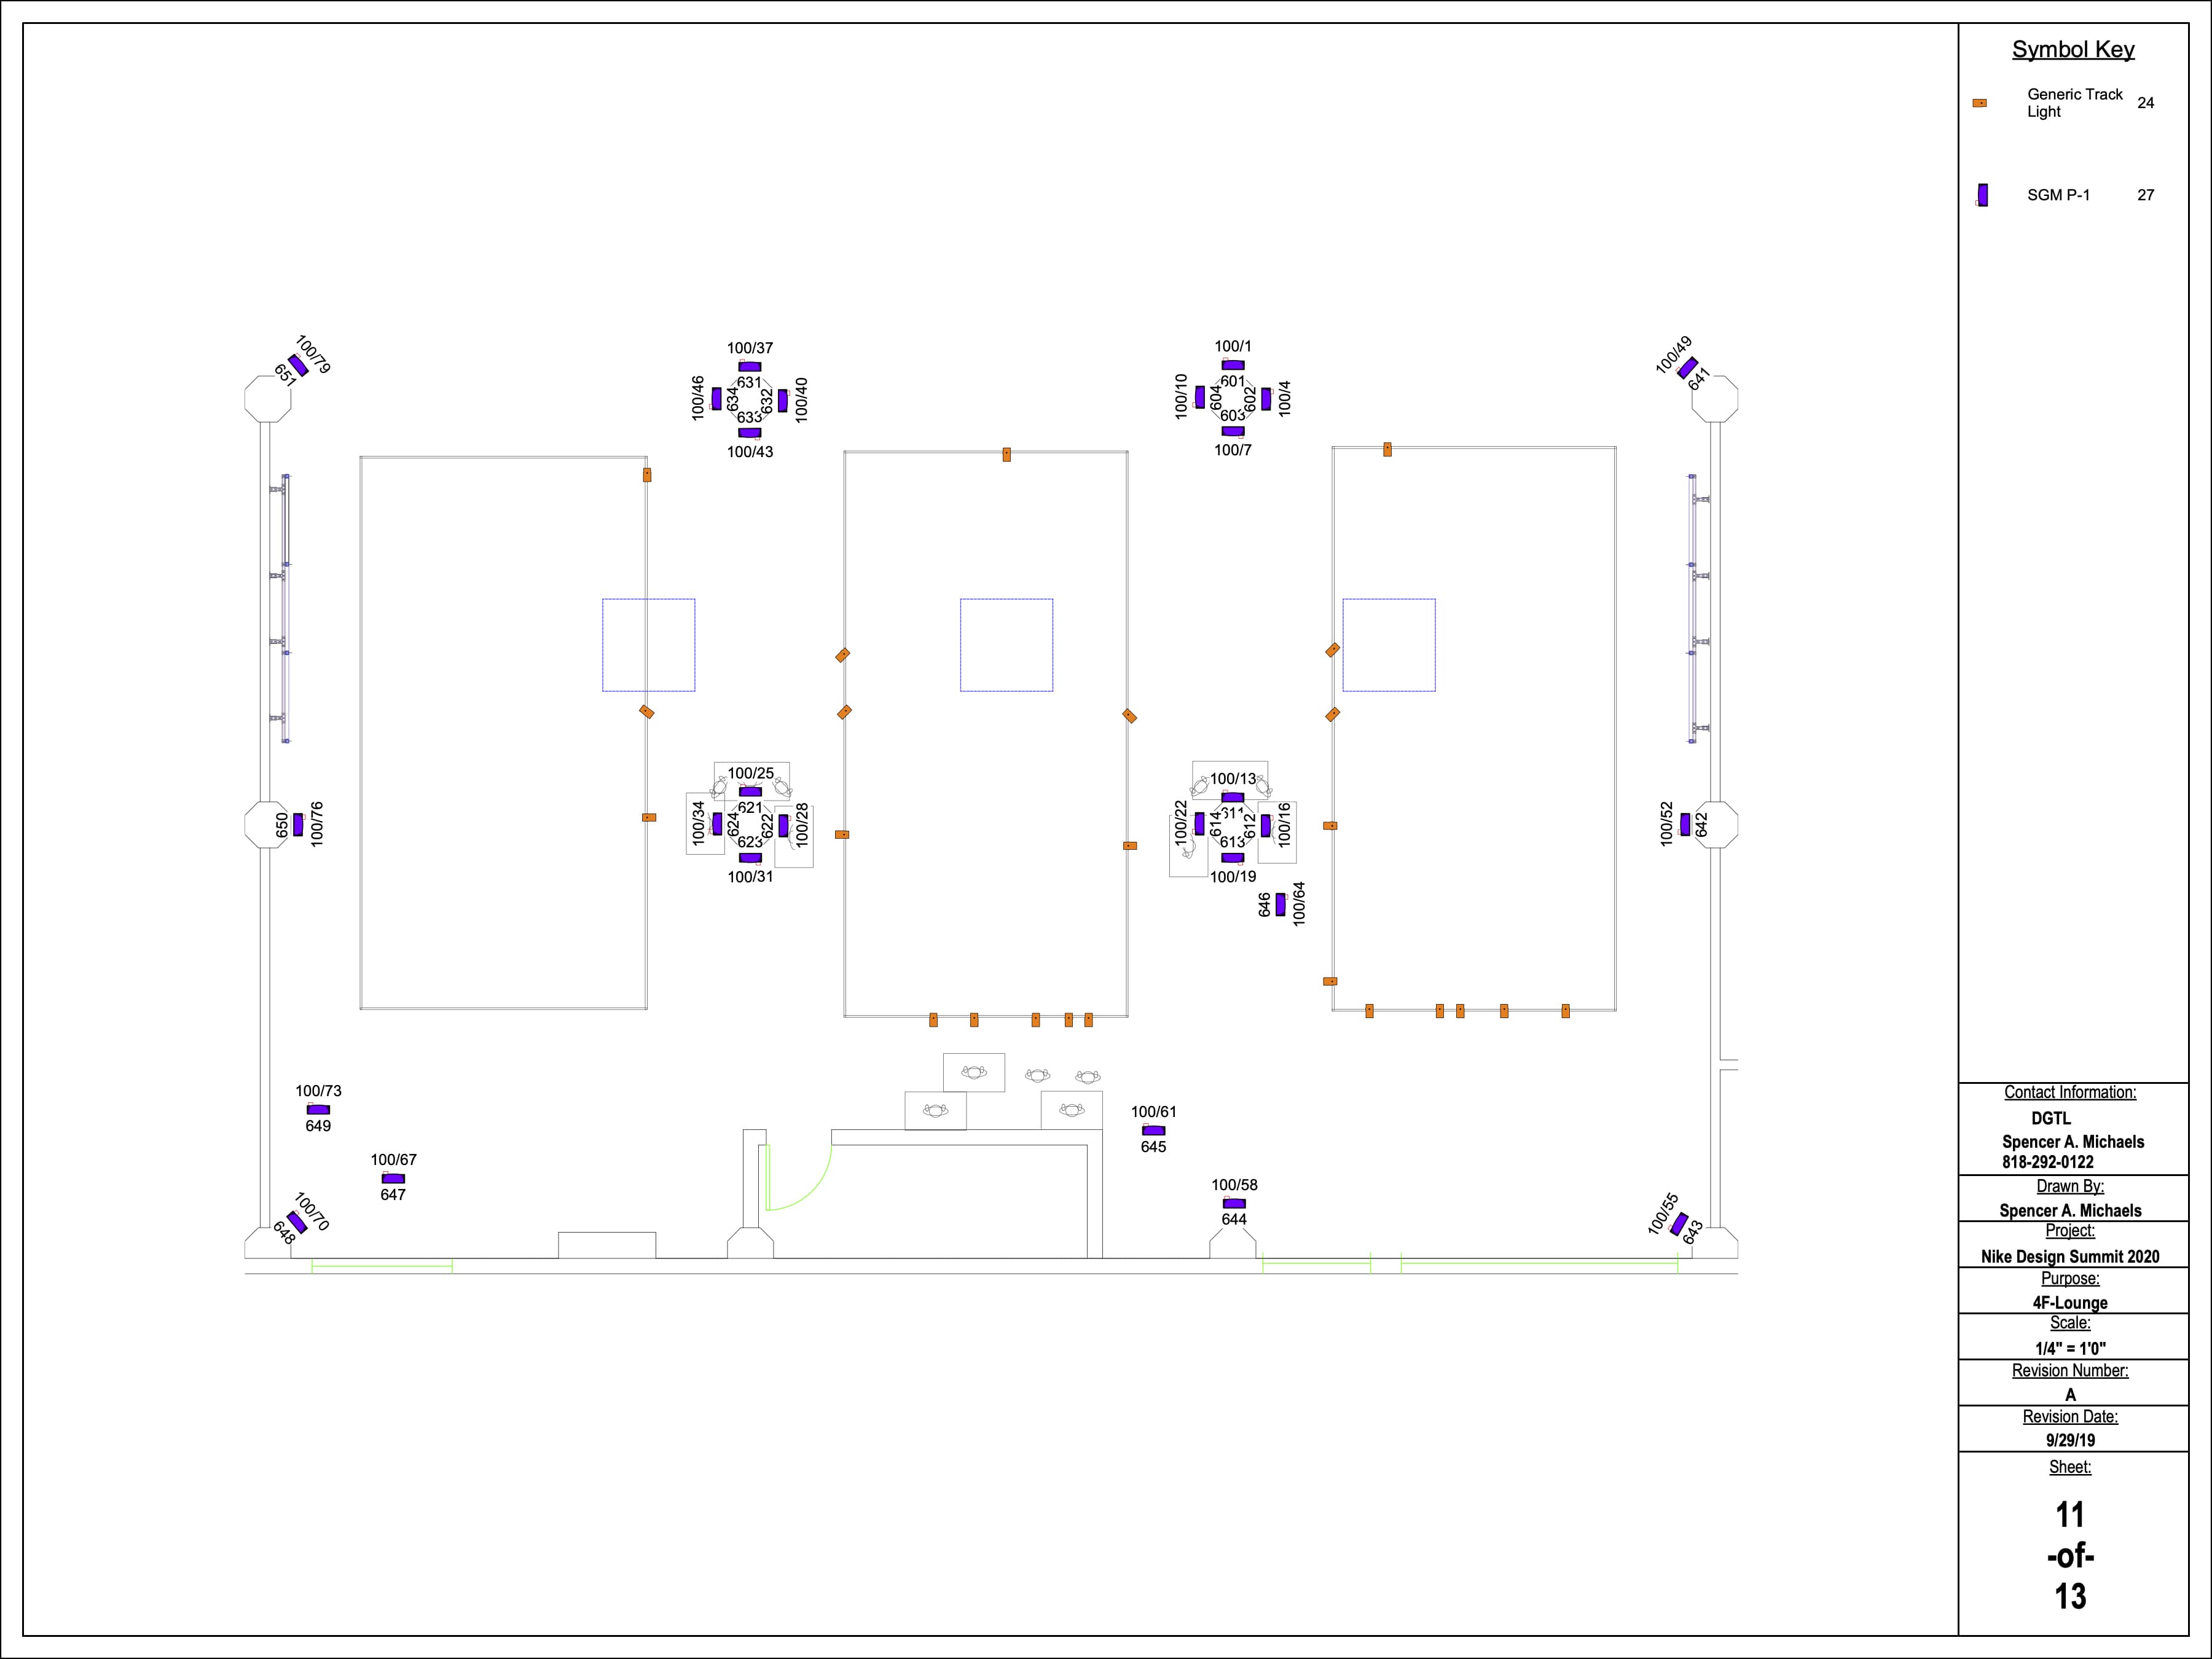 Symbol Key
Generic Track
Light
24
SGM P-1
27
100/79
651
100/37
631
100/46
634
632
100/40
633
100/43
100/1
601
100/10
604
602
100/4
603
100/7
100/49
641
100/25
621
100/34
624
622
100/28
623
100/31
100/13
100/22
614
612
100/16
613
100/19
646
100/64
650
100/76
100/52
642
100/73
649
100/67
647
100/70
648
100/61
645
100/58
644
100/55
643
Contact Information:
DGTL
Spencer A. Michaels
818-292-0122
Drawn By:
Spencer A. Michaels
Project:
Nike Design Summit 2020
Purpose:
4F-Lounge
Scale:
1/4" = 1'0"
Revision Number:
A
Revision Date:
9/29/19
Sheet:
11
-of-
13